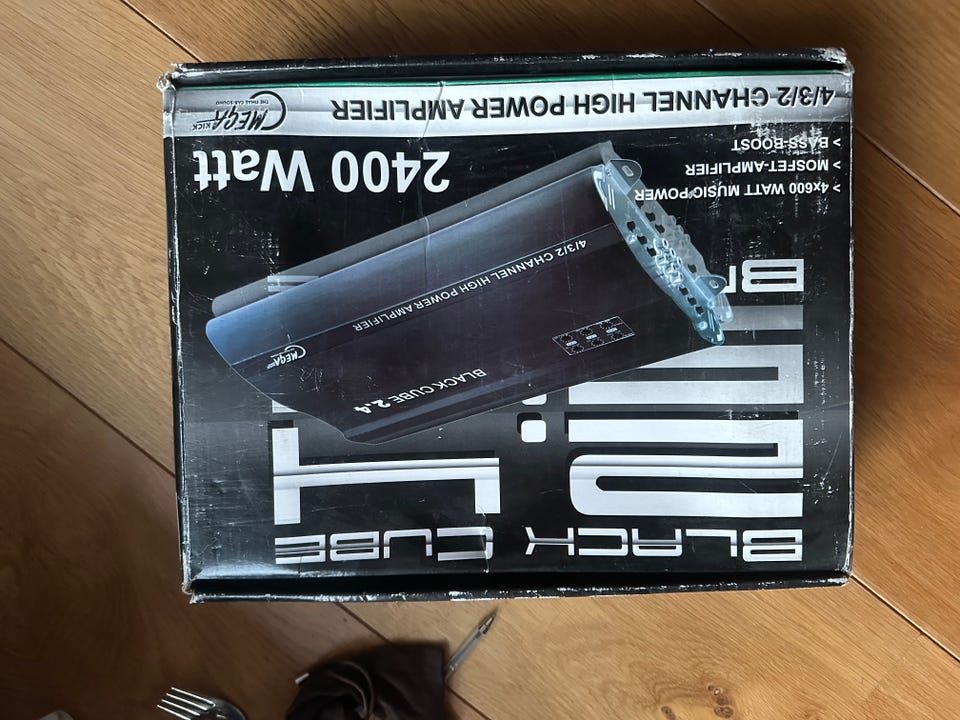 BLACK CUBE
2.4
BLACK CUBE 2.4
MEGA
4/3/2 CHANNEL HIGH POWER AMPLIFIER
> 4x600 WATT MUSIC-POWER
> MOSFET-AMPLIFIER
> BASS-BOOST
2400 Watt
4/3/2 CHANNEL HIGH POWER AMPLIFIER
MEGA KICK
THE FINAL CAR-SOUND